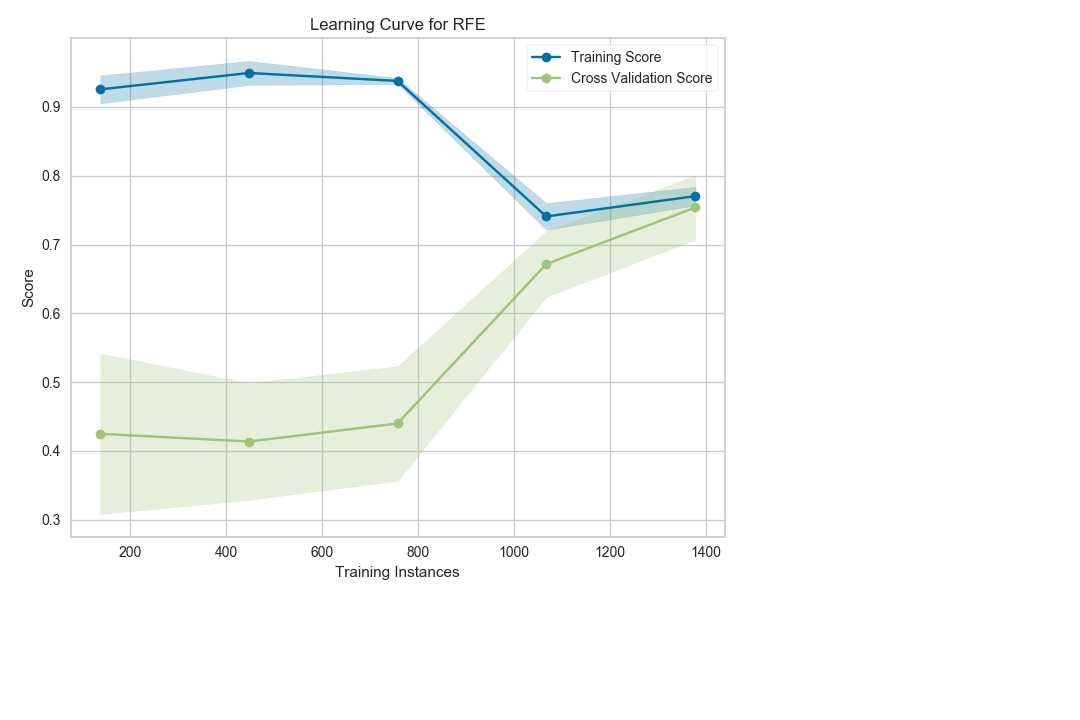 Learning Curve for RFE
Training Score
Cross Validation Score
0.9
0.8
0.7
0.6
0.5
0.4
0.3
Score
200 400 600 800 1000 1200 1400
Training Instances